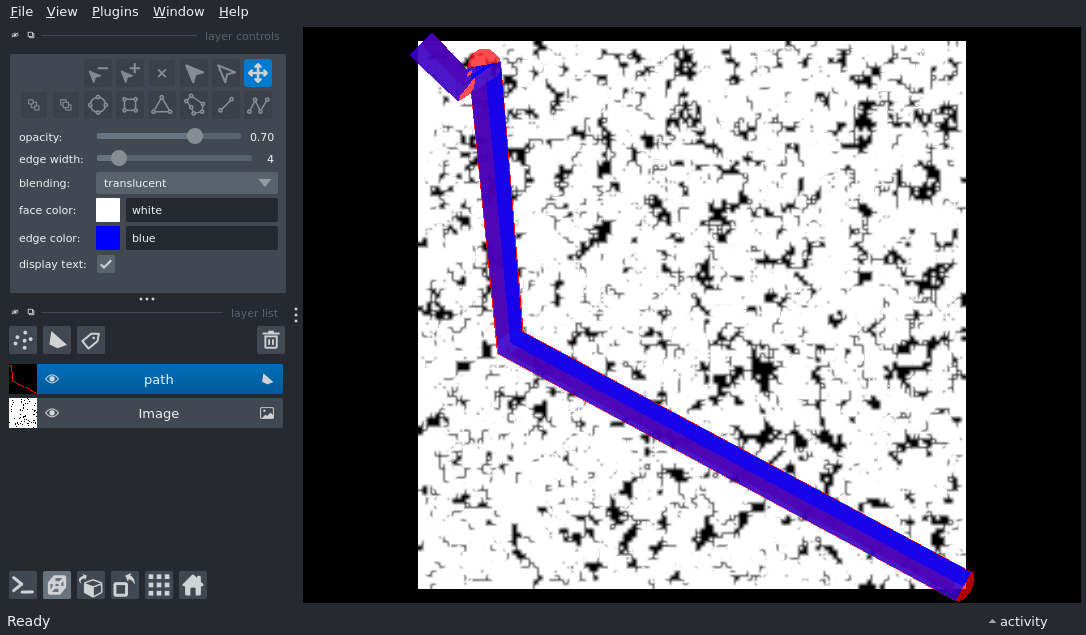 File View Plugins Window Help
layer controls
opacity: 0.70
edge width: 4
blending: translucent
face color: white
edge color: blue
display text:
layer list
path
Image
Ready
activity